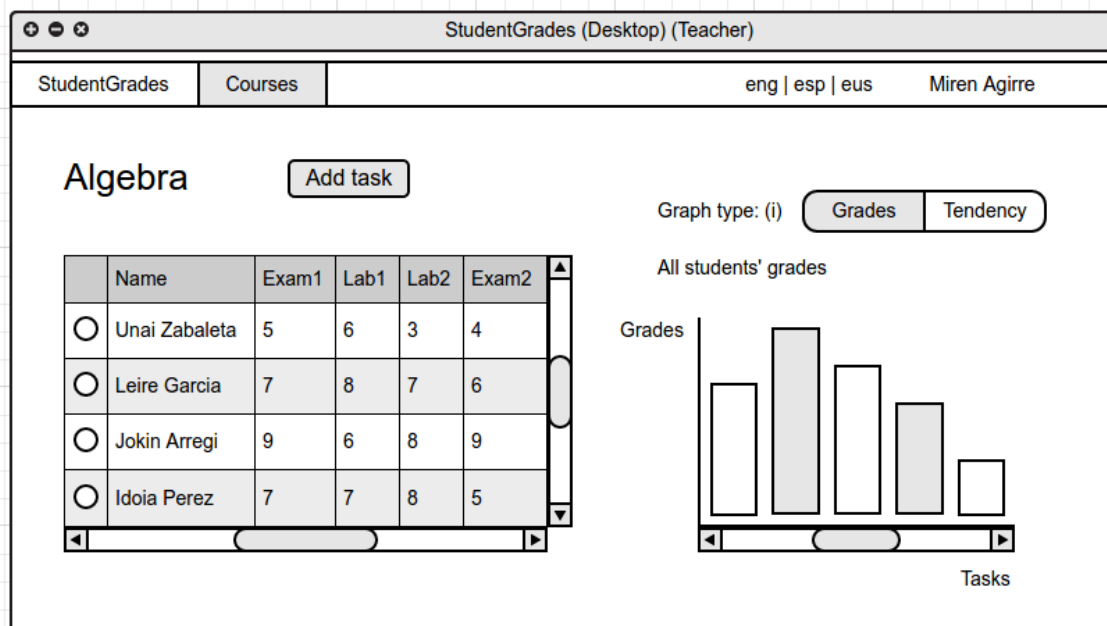 StudentGrades (Desktop) (Teacher)
StudentGrades Courses eng | esp | eus Miren Agirre
Algebra Add task
Graph type: (i) Grades Tendency
All students' grades
Name Exam1 Lab1 Lab2 Exam2
Unai Zabaleta 5 6 3 4
Leire Garcia 7 8 7 6
Jokin Arregi 9 6 8 9
Idoia Perez 7 7 8 5
Grades
Tasks